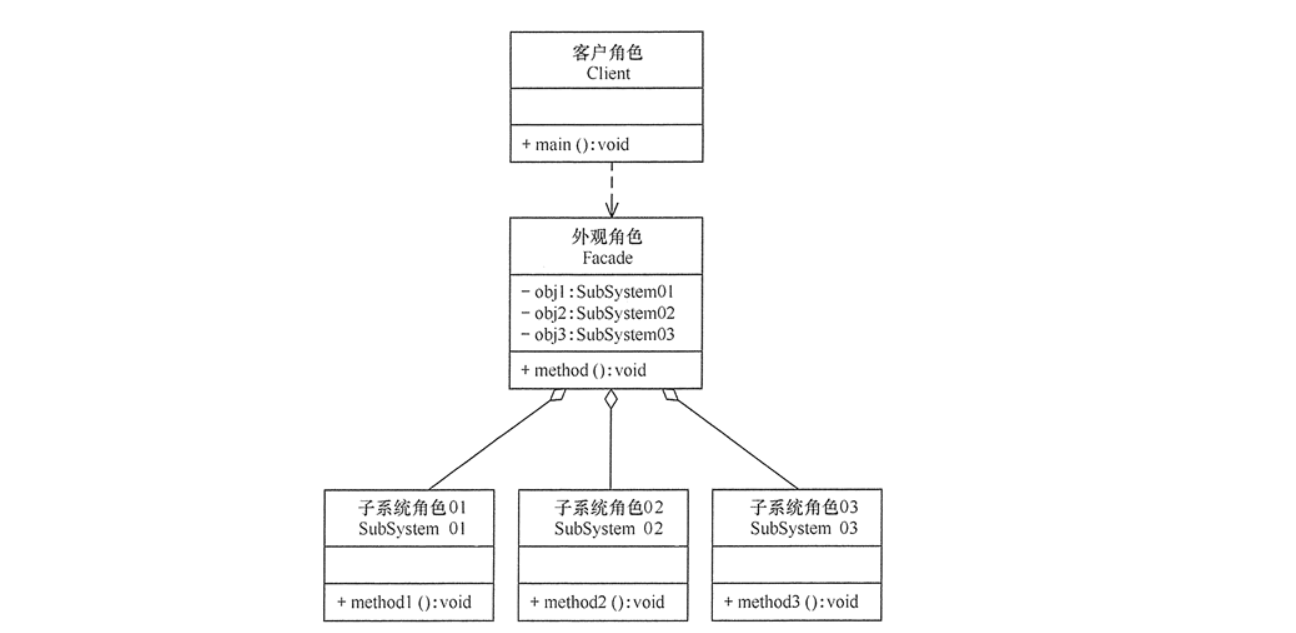 客户角色
Client
+ main ( ) : void
外观角色
Facade
- obj1 : SubSystem01
- obj2 : SubSystem02
- obj3 : SubSystem03
+ method ( ) : void
子系统角色01
SubSystem 01
+ method1 ( ) : void
子系统角色02
SubSystem 02
+ method2 ( ) : void
子系统角色03
SubSystem 03
+ method3 ( ) : void